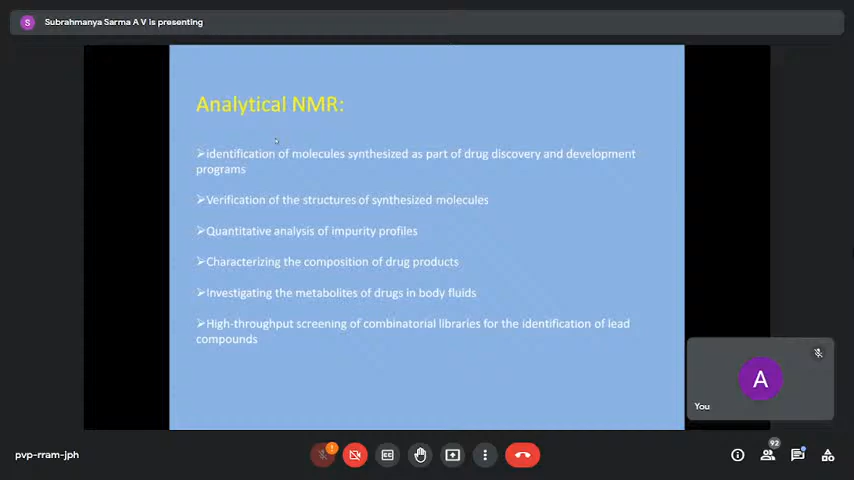 S
Subrahmanya Sarma A V is presenting
Analytical NMR:
➢identification of molecules synthesized as part of drug discovery and development
programs
➢Verification of the structures of synthesized molecules
➢Quantitative analysis of impurity profiles
➢Characterizing the composition of drug products
➢Investigating the metabolites of drugs in body fluids
➢High-throughput screening of combinatorial libraries for the identification of lead
compounds
A
You
pvp-rram-jph
!
CC
92